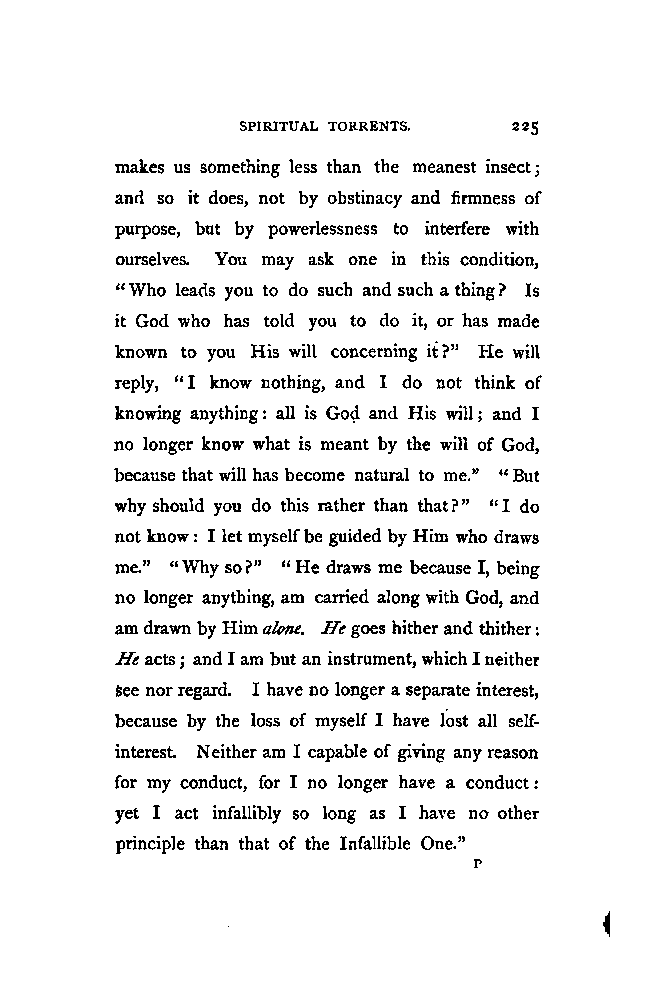 SPIRITUAL TORRENTS. 225
makes us something less than the meanest insect;
and so it does, not by obstinacy and firmness of
purpose, but by powerlessness to interfere with
ourselves. You may ask one in this condition,
“Who leads you to do such and such a thing? Is
it God who has told you to do it, or has made
known to you His will concerning it?” He will
reply, “I know nothing, and I do not think of
knowing anything: all is God and His will; and I
no longer know what is meant by the will of God,
because that will has become natural to me.” “But
why should you do this rather than that?” “I do
not know: I let myself be guided by Him who draws
me.” “Why so?” “He draws me because I, being
no longer anything, am carried along with God, and
am drawn by Him alone. He goes hither and thither:
He acts; and I am but an instrument, which I neither
see nor regard. I have no longer a separate interest,
because by the loss of myself I have lost all self-
interest. Neither am I capable of giving any reason
for my conduct, for I no longer have a conduct:
yet I act infallibly so long as I have no other
principle than that of the Infallible One.”
P